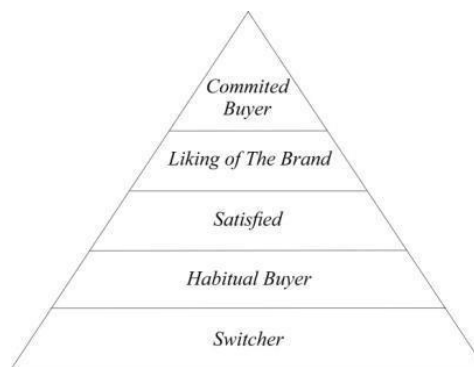 Commited
Buyer
Liking of The Brand
Satisfied
Habitual Buyer
Switcher